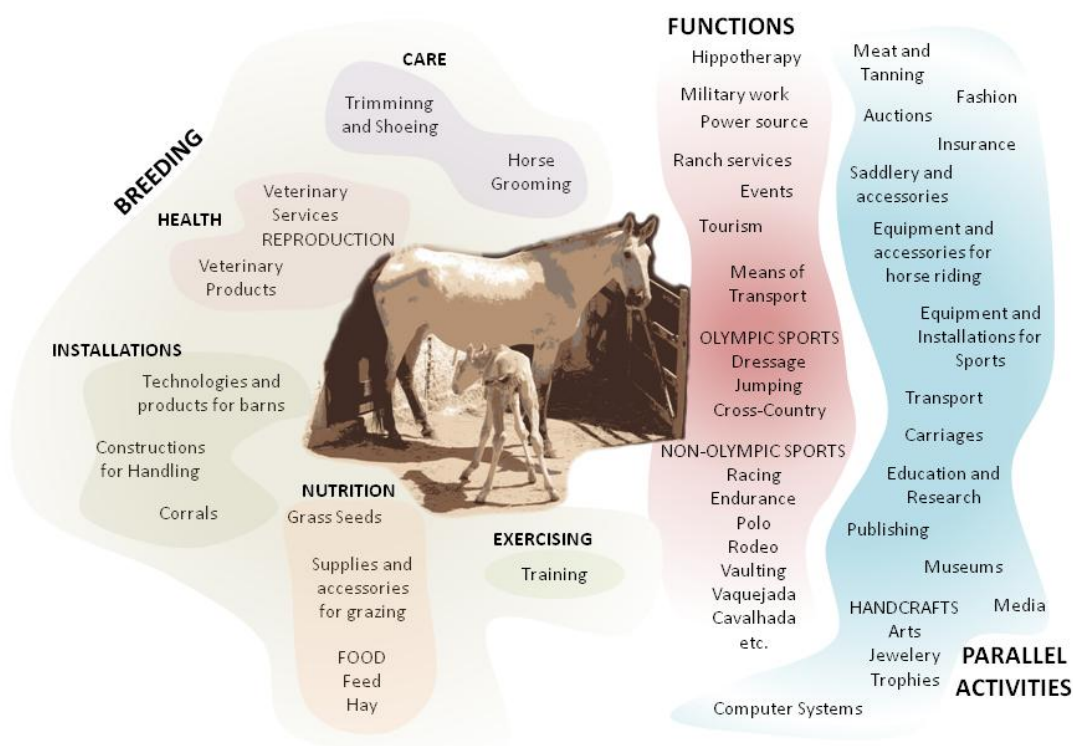 BREEDING
CARE
Trimminng
and Shoeing
Horse
Grooming
HEALTH
Veterinary
Services
REPRODUCTION
Veterinary
Products
INSTALLATIONS
Technologies and
products for barns
Constructions
for Handling
Corrals
NUTRITION
Grass Seeds
Supplies and
accessories
for grazing
FOOD
Feed
Hay
EXERCISING
Training
FUNCTIONS
Hippotherapy
Military work
Power source
Ranch services
Events
Tourism
Means of
Transport
OLYMPIC SPORTS
Dressage
Jumping
Cross-Country
NON-OLYMPIC SPORTS
Racing
Endurance
Polo
Rodeo
Vaulting
Vaquejada
Cavalhada
etc.
Meat and
Tanning
Fashion
Auctions
Insurance
Saddlery and
accessories
Equipment and
accessories for
horse riding
Equipment and
Installations for
Sports
Transport
Carriages
Education and
Research
Publishing
Museums
Media
HANDCRAFTS
Arts
Jewelery
Trophies
PARALLEL
ACTIVITIES
Computer Systems